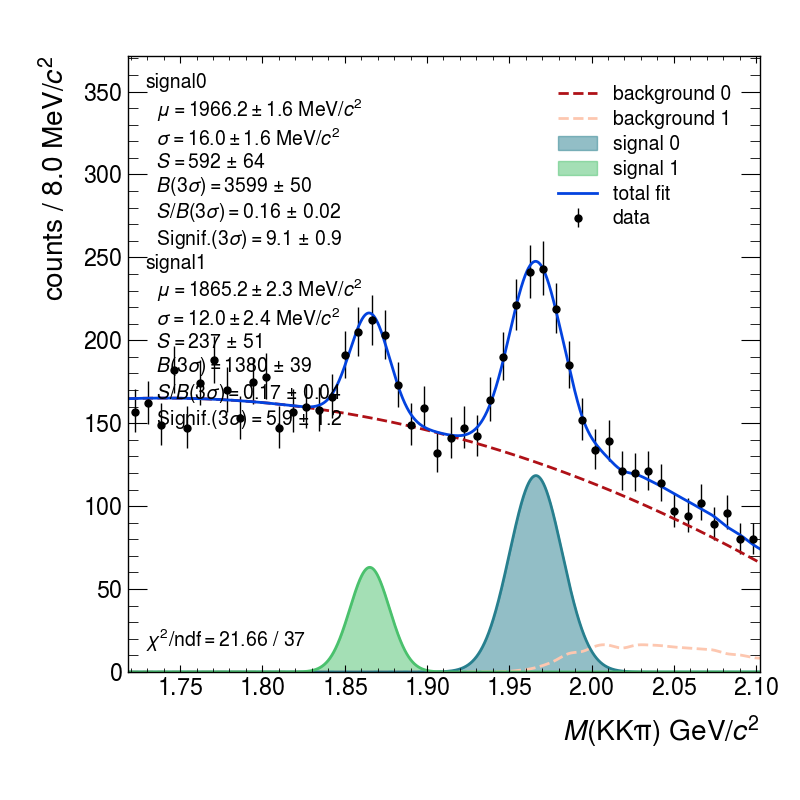 counts / 8.0 MeV/c²
350
300
250
200
150
100
50
0
signal0
μ = 1966.2 ± 1.6 MeV/c²
σ = 16.0 ± 1.6 MeV/c²
S = 592 ± 64
B(3σ) = 3599 ± 50
S/B(3σ) = 0.16 ± 0.02
Signif.(3σ) = 9.1 ± 0.9
signal1
μ = 1865.2 ± 2.3 MeV/c²
σ = 12.0 ± 2.4 MeV/c²
S = 237 ± 51
B(3σ) = 1380 ± 39
S/B(3σ) = 0.17 ± 0.04
Signif.(3σ) = 5.9 ± 1.2
background 0
background 1
signal 0
signal 1
total fit
data
χ²/ndf = 21.66 / 37
1.75 1.80 1.85 1.90 1.95 2.00 2.05 2.10
M(KKπ) GeV/c²